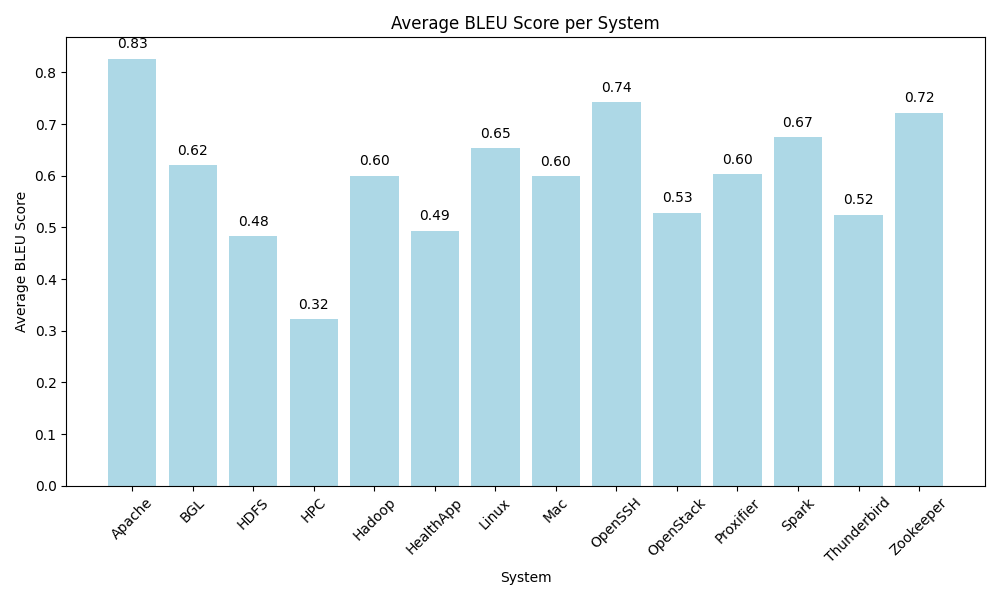 Average BLEU Score per System
Average BLEU Score
0.8
0.7
0.6
0.5
0.4
0.3
0.2
0.1
0.0
0.83
0.62
0.48
0.32
0.60
0.49
0.65
0.60
0.74
0.53
0.60
0.67
0.52
0.72
Apache
BGL
HDFS
HPC
Hadoop
HealthApp
Linux
Mac
OpenSSH
OpenStack
Proxifier
Spark
Thunderbird
Zookeeper
System